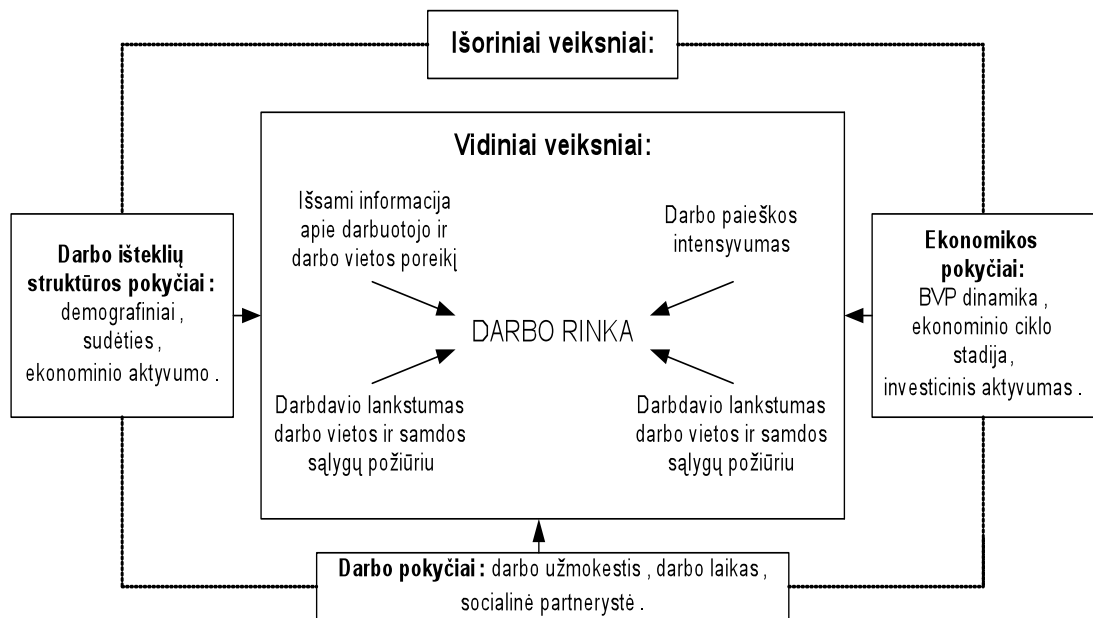 Išoriniai veiksniai:
Vidiniai veiksniai:
Išsami informacija
apie darbuotojo ir
darbo vietos poreikį
Darbo paieškos
intensyvumas
Darbo išteklių
struktūros pokyčiai :
demografiniai ,
sudėties ,
ekonominio aktyvumo .
Ekonomikos
pokyčiai:
BVP dinamika ,
ekonominio ciklo
stadija,
investicinis aktyvumas .
DARBO RINKA
Darbdavio lankstumas
darbo vietos ir samdos
sąlygų požiūriu
Darbdavio lankstumas
darbo vietos ir samdos
sąlygų požiūriu
Darbo pokyčiai : darbo užmokestis , darbo laikas ,
socialinė partnerystė .